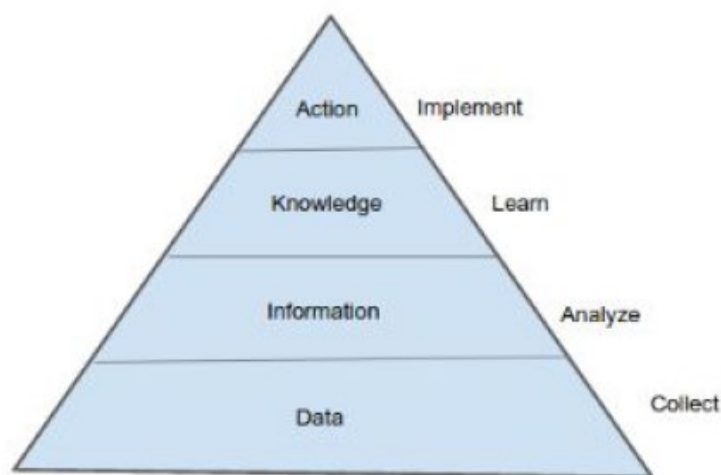 Action Implement
Knowledge Learn
Information Analyze
Data Collect